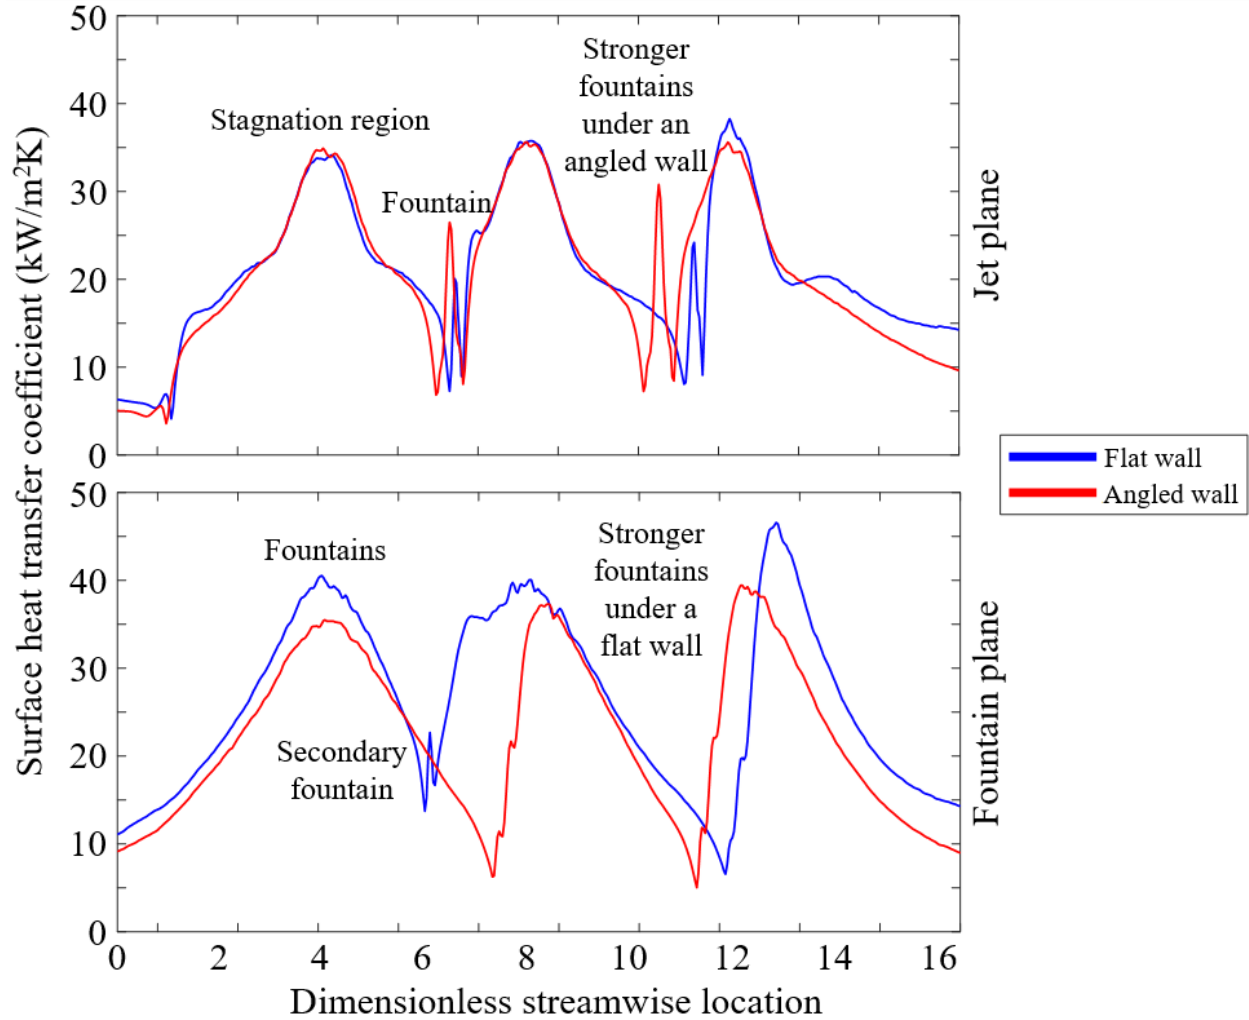 50
40
30
20
10
0
Stagnation region
Fountain
Stronger
fountains
under an
angled wall
Jet plane
Surface heat transfer coefficient (kW/m²K)
Flat wall
Angled wall
50
40
30
20
10
0
Fountains
Secondary
fountain
Stronger
fountains
under a
flat wall
Fountain plane
0 2 4 6 8 10 12 14 16
Dimensionless streamwise location